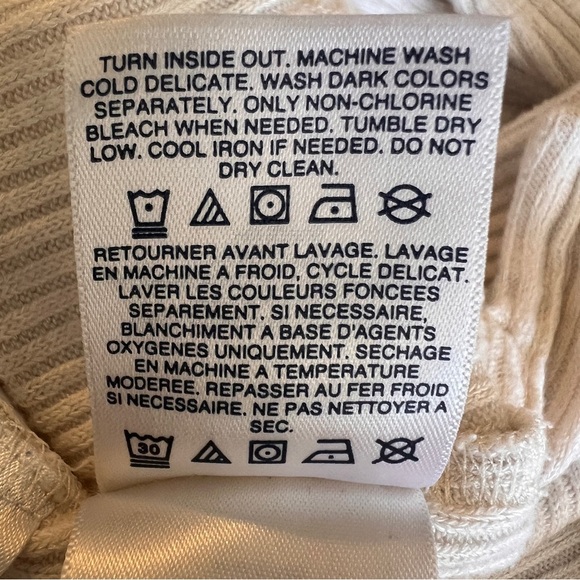 TURN INSIDE OUT. MACHINE WASH
COLD DELICATE. WASH DARK COLORS
SEPARATELY. ONLY NON-CHLORINE
BLEACH WHEN NEEDED. TUMBLE DRY
LOW. COOL IRON IF NEEDED. DO NOT
DRY CLEAN.
RETOURNER AVANT LAVAGE. LAVAGE
EN MACHINE A FROID, CYCLE DELICAT.
LAVER LES COULEURS FONCEES
SEPAREMENT. SI NECESSAIRE,
BLANCHIMENT A BASE D'AGENTS
OXYGENES UNIQUEMENT. SECHAGE
EN MACHINE A TEMPERATURE
MODEREE. REPASSER AU FER FROID
SI NECESSAIRE. NE PAS NETTOYER A
SEC.
30